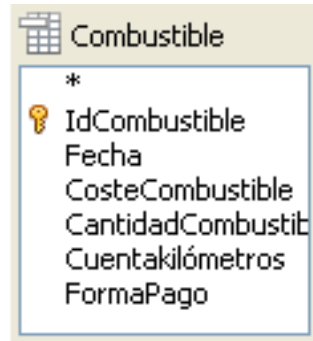 Combustible
*
IdCombustible
Fecha
CosteCombustible
CantidadCombustib
Cuentakilómetros
FormaPago